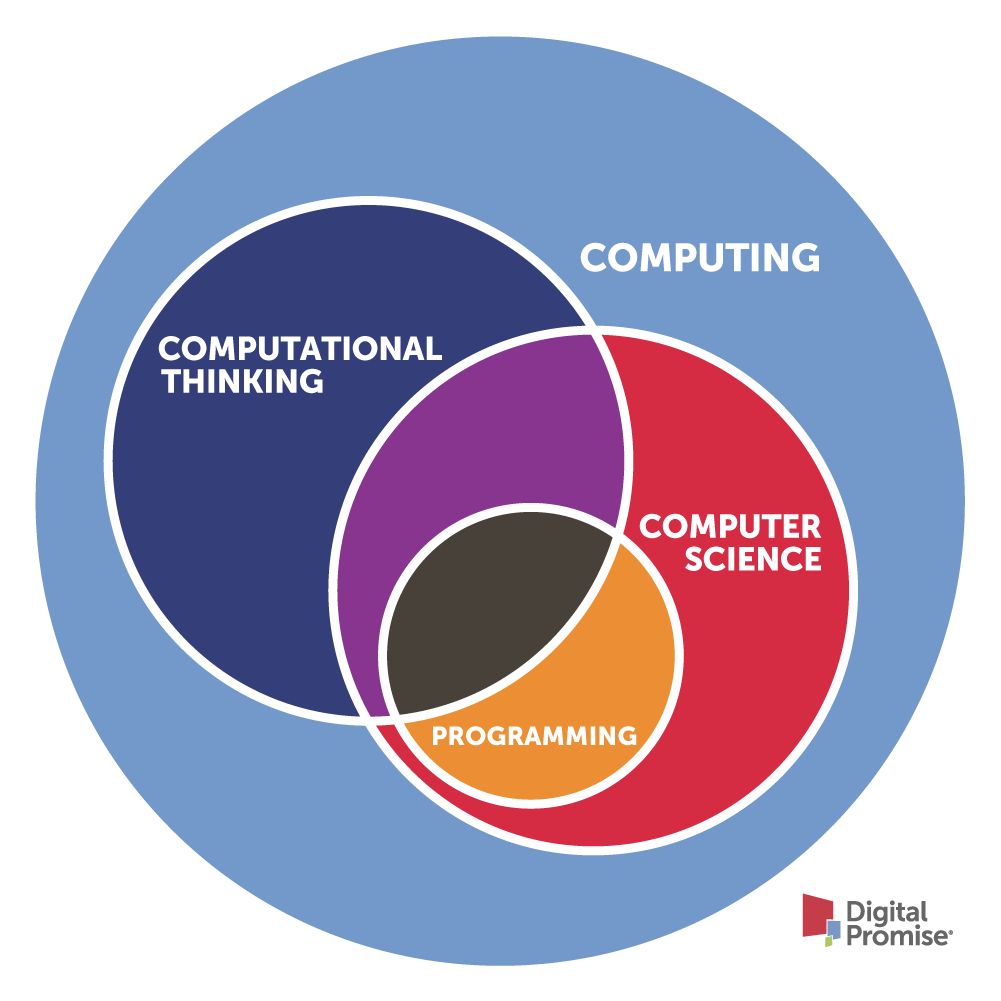 COMPUTING
COMPUTATIONAL
THINKING
COMPUTER
SCIENCE
PROGRAMMING
Digital
Promise®